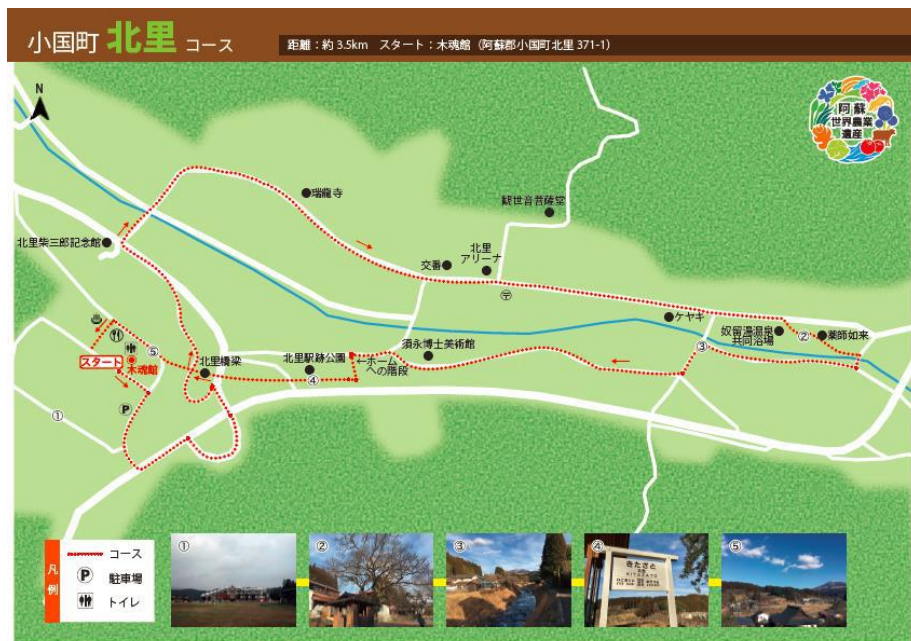 小国町 北里 コース
距離：約 3.5km スタート：木魂館（阿蘇郡小国町北里 371-1）
N
阿蘇
世界農業
遺産
瑞龍寺
観世音菩薩堂
北里柴三郎記念館
北里
アリーナ
交番
〒
ケヤキ
奴留湯温泉
共同浴場
薬師如来
②
③
須永博士美術館
←ホーム
への階段
北里駅跡公園
④
北里橋梁
⑤
スタート
木魂館
P
①
凡例
コース
P 駐車場
トイレ
①
②
③
④
きたざと
KITAZATO
⑤